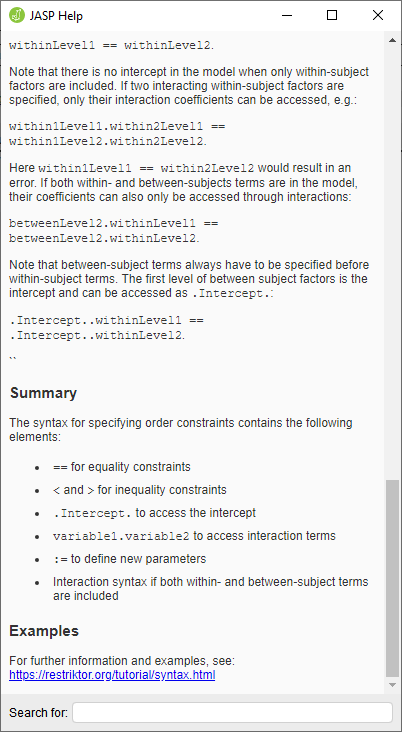 JASP Help
withinLevel1 == withinLevel2.
Note that there is no intercept in the model when only within-subject
factors are included. If two interacting within-subject factors are
specified, only their interaction coefficients can be accessed, e.g.:
within1Level1.within2Level1 ==
within1Level2.within2Level2.
Here within1Level1 == within2Level2 would result in an
error. If both within- and between-subjects terms are in the model,
their coefficients can also only be accessed through interactions:
betweenLevel2.withinLevel1 ==
betweenLevel2.withinLevel2.
Note that between-subject terms always have to be specified before
within-subject terms. The first level of between subject factors is the
intercept and can be accessed as .Intercept.:
.Intercept..withinLevel1 ==
.Intercept..withinLevel2.
``
Summary
The syntax for specifying order constraints contains the following
elements:
• == for equality constraints
• < and > for inequality constraints
• .Intercept. to access the intercept
• variable1.variable2 to access interaction terms
• := to define new parameters
• Interaction syntax if both within- and between-subject terms
are included
Examples
For further information and examples, see:
https://restriktor.org/tutorial/syntax.html
Search for: